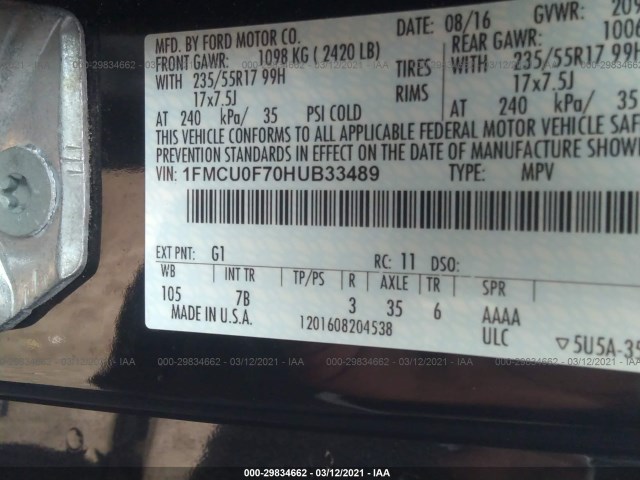 MFD. BY FORD MOTOR CO. DATE: 08/16 GVWR: 209
FRONT GAWR: 1098 KG ( 2420 LB) REAR GAWR: 1006
WITH 235/55R17 99H TIRES WITH 235/55R17 99H
17x7.5J RIMS 17x7.5J
AT 240 kPa/ 35 PSI COLD AT 240 kPa/ 35
THIS VEHICLE CONFORMS TO ALL APPLICABLE FEDERAL MOTOR VEHICLE SAF
PREVENTION STANDARDS IN EFFECT ON THE DATE OF MANUFACTURE SHOW
VIN: 1FMCU0F70HUB33489 TYPE: MPV
EXT PNT: G1 RC: 11 DSO:
WB INT TR TP/PS R AXLE TR SPR
105 7B 3 35 6 AAAA
MADE IN U.S.A. 1201608204538 ULC ▽5U5A-35
000-29834662 - 03/12/2021 - IAA